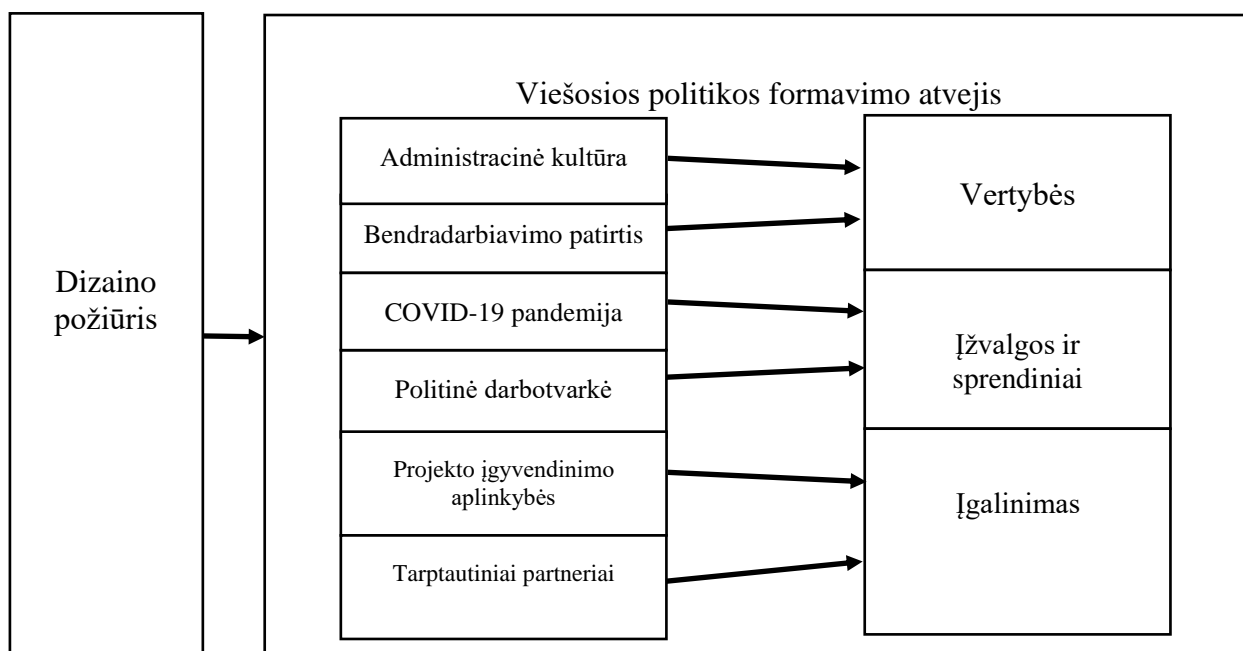 Viešosios politikos formavimo atvejis
Dizaino
požiūris
Administracinė kultūra
Bendradarbiavimo patirtis
COVID-19 pandemija
Politinė darbotvarkė
Projekto įgyvendinimo
aplinkybės
Tarptautiniai partneriai
Vertybės
Įžvalgos ir
sprendiniai
Įgalinimas